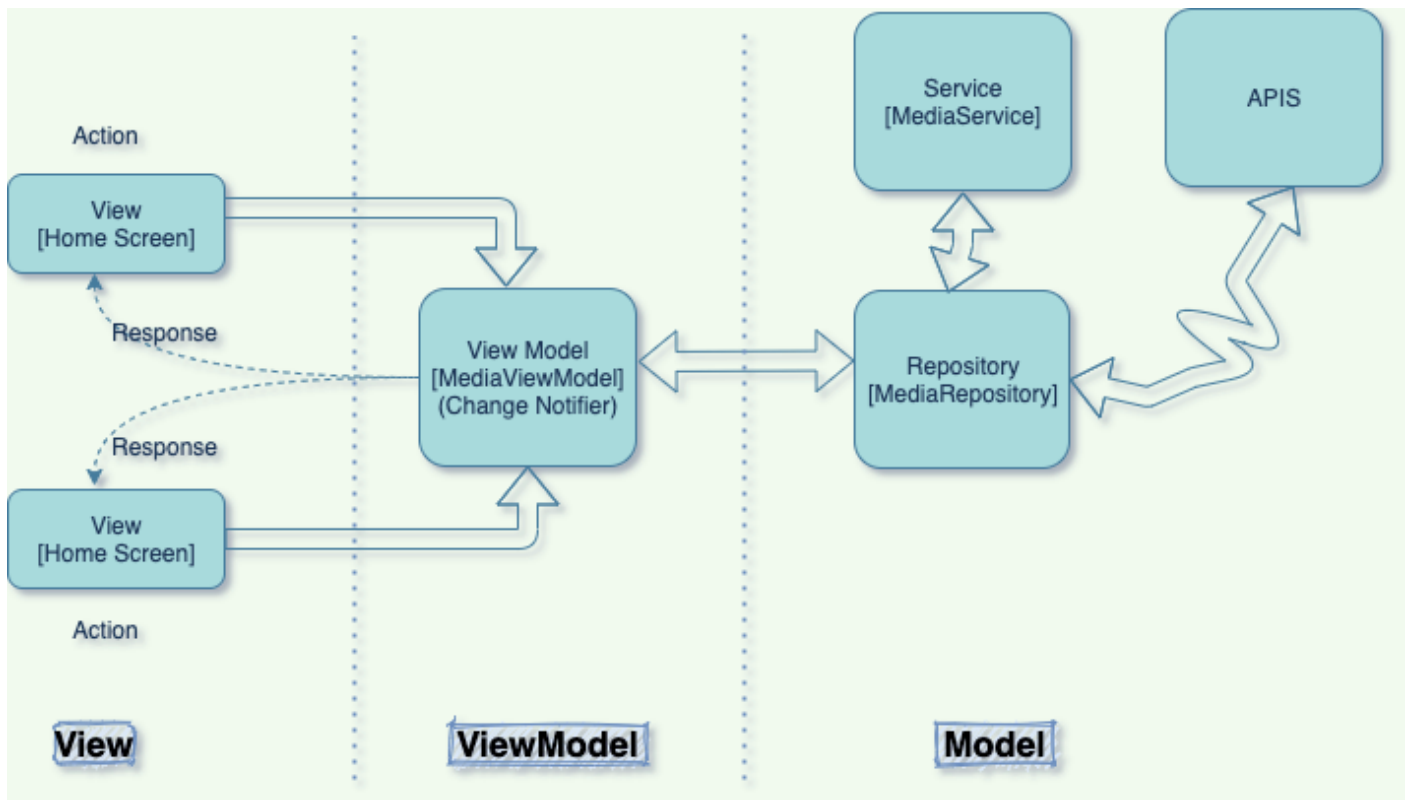 Action
View
[Home Screen]
Response
Response
View
[Home Screen]
Action
View
View Model
[MediaViewModel]
(Change Notifier)
ViewModel
Service
[MediaService]
APIS
Repository
[MediaRepository]
Model